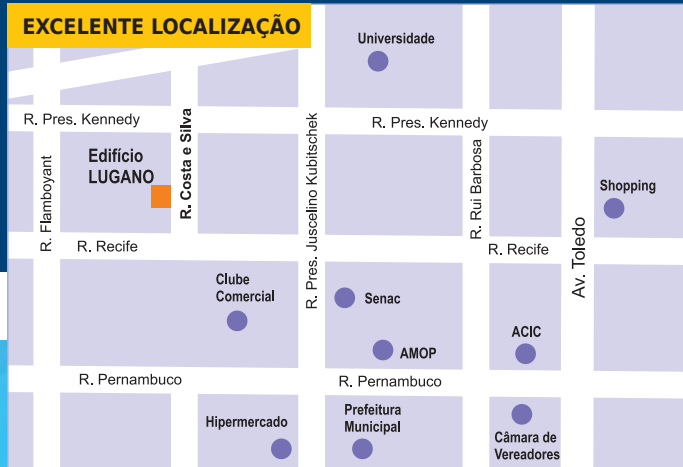 EXCELENTE LOCALIZAÇÃO
Universidade
R. Pres. Kennedy
R. Pres. Kennedy
Edifício
LUGANO
R. Flamboyant
R. Costa e Silva
R. Pres. Juscelino Kubitschek
R. Rui Barbosa
Av. Toledo
Shopping
R. Recife
R. Recife
Clube
Comercial
Senac
AMOP
ACIC
R. Pernambuco
R. Pernambuco
Hipermercado
Prefeitura
Municipal
Câmara de
Vereadores